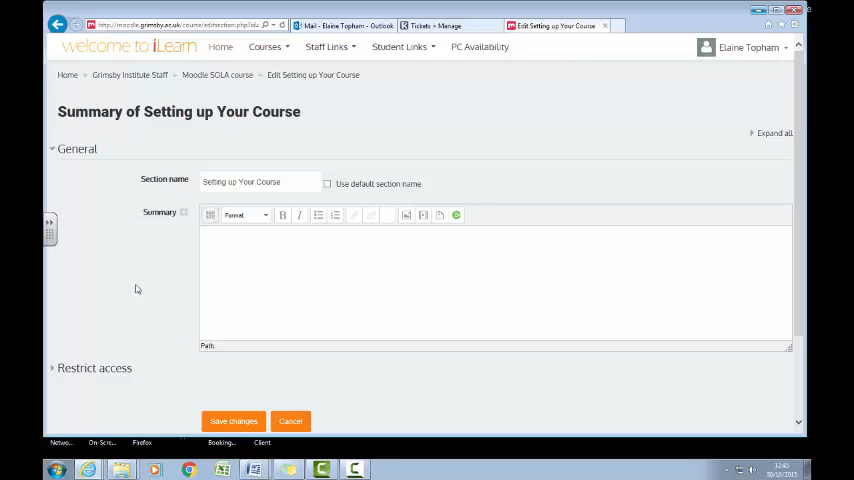 http://moodle.grimsby.ac.uk/course/editsection.php?id=
Mail - Elaine Topham - Outlook
Tickets > Manage
Edit Setting up Your Course
welcome to iLearn
Home
Courses
Staff Links
Student Links
PC Availability
Elaine Topham
Home
Grimsby Institute Staff
Moodle SOLA course
Edit Setting up Your Course
Summary of Setting up Your Course
Expand all
General
Section name
Setting up Your Course
Use default section name
Summary
Format
B
I
Path:
Restrict access
Save changes
Cancel
Netwo...
On-Scre...
Firefox
Booking...
Client
12:45
30/10/2015